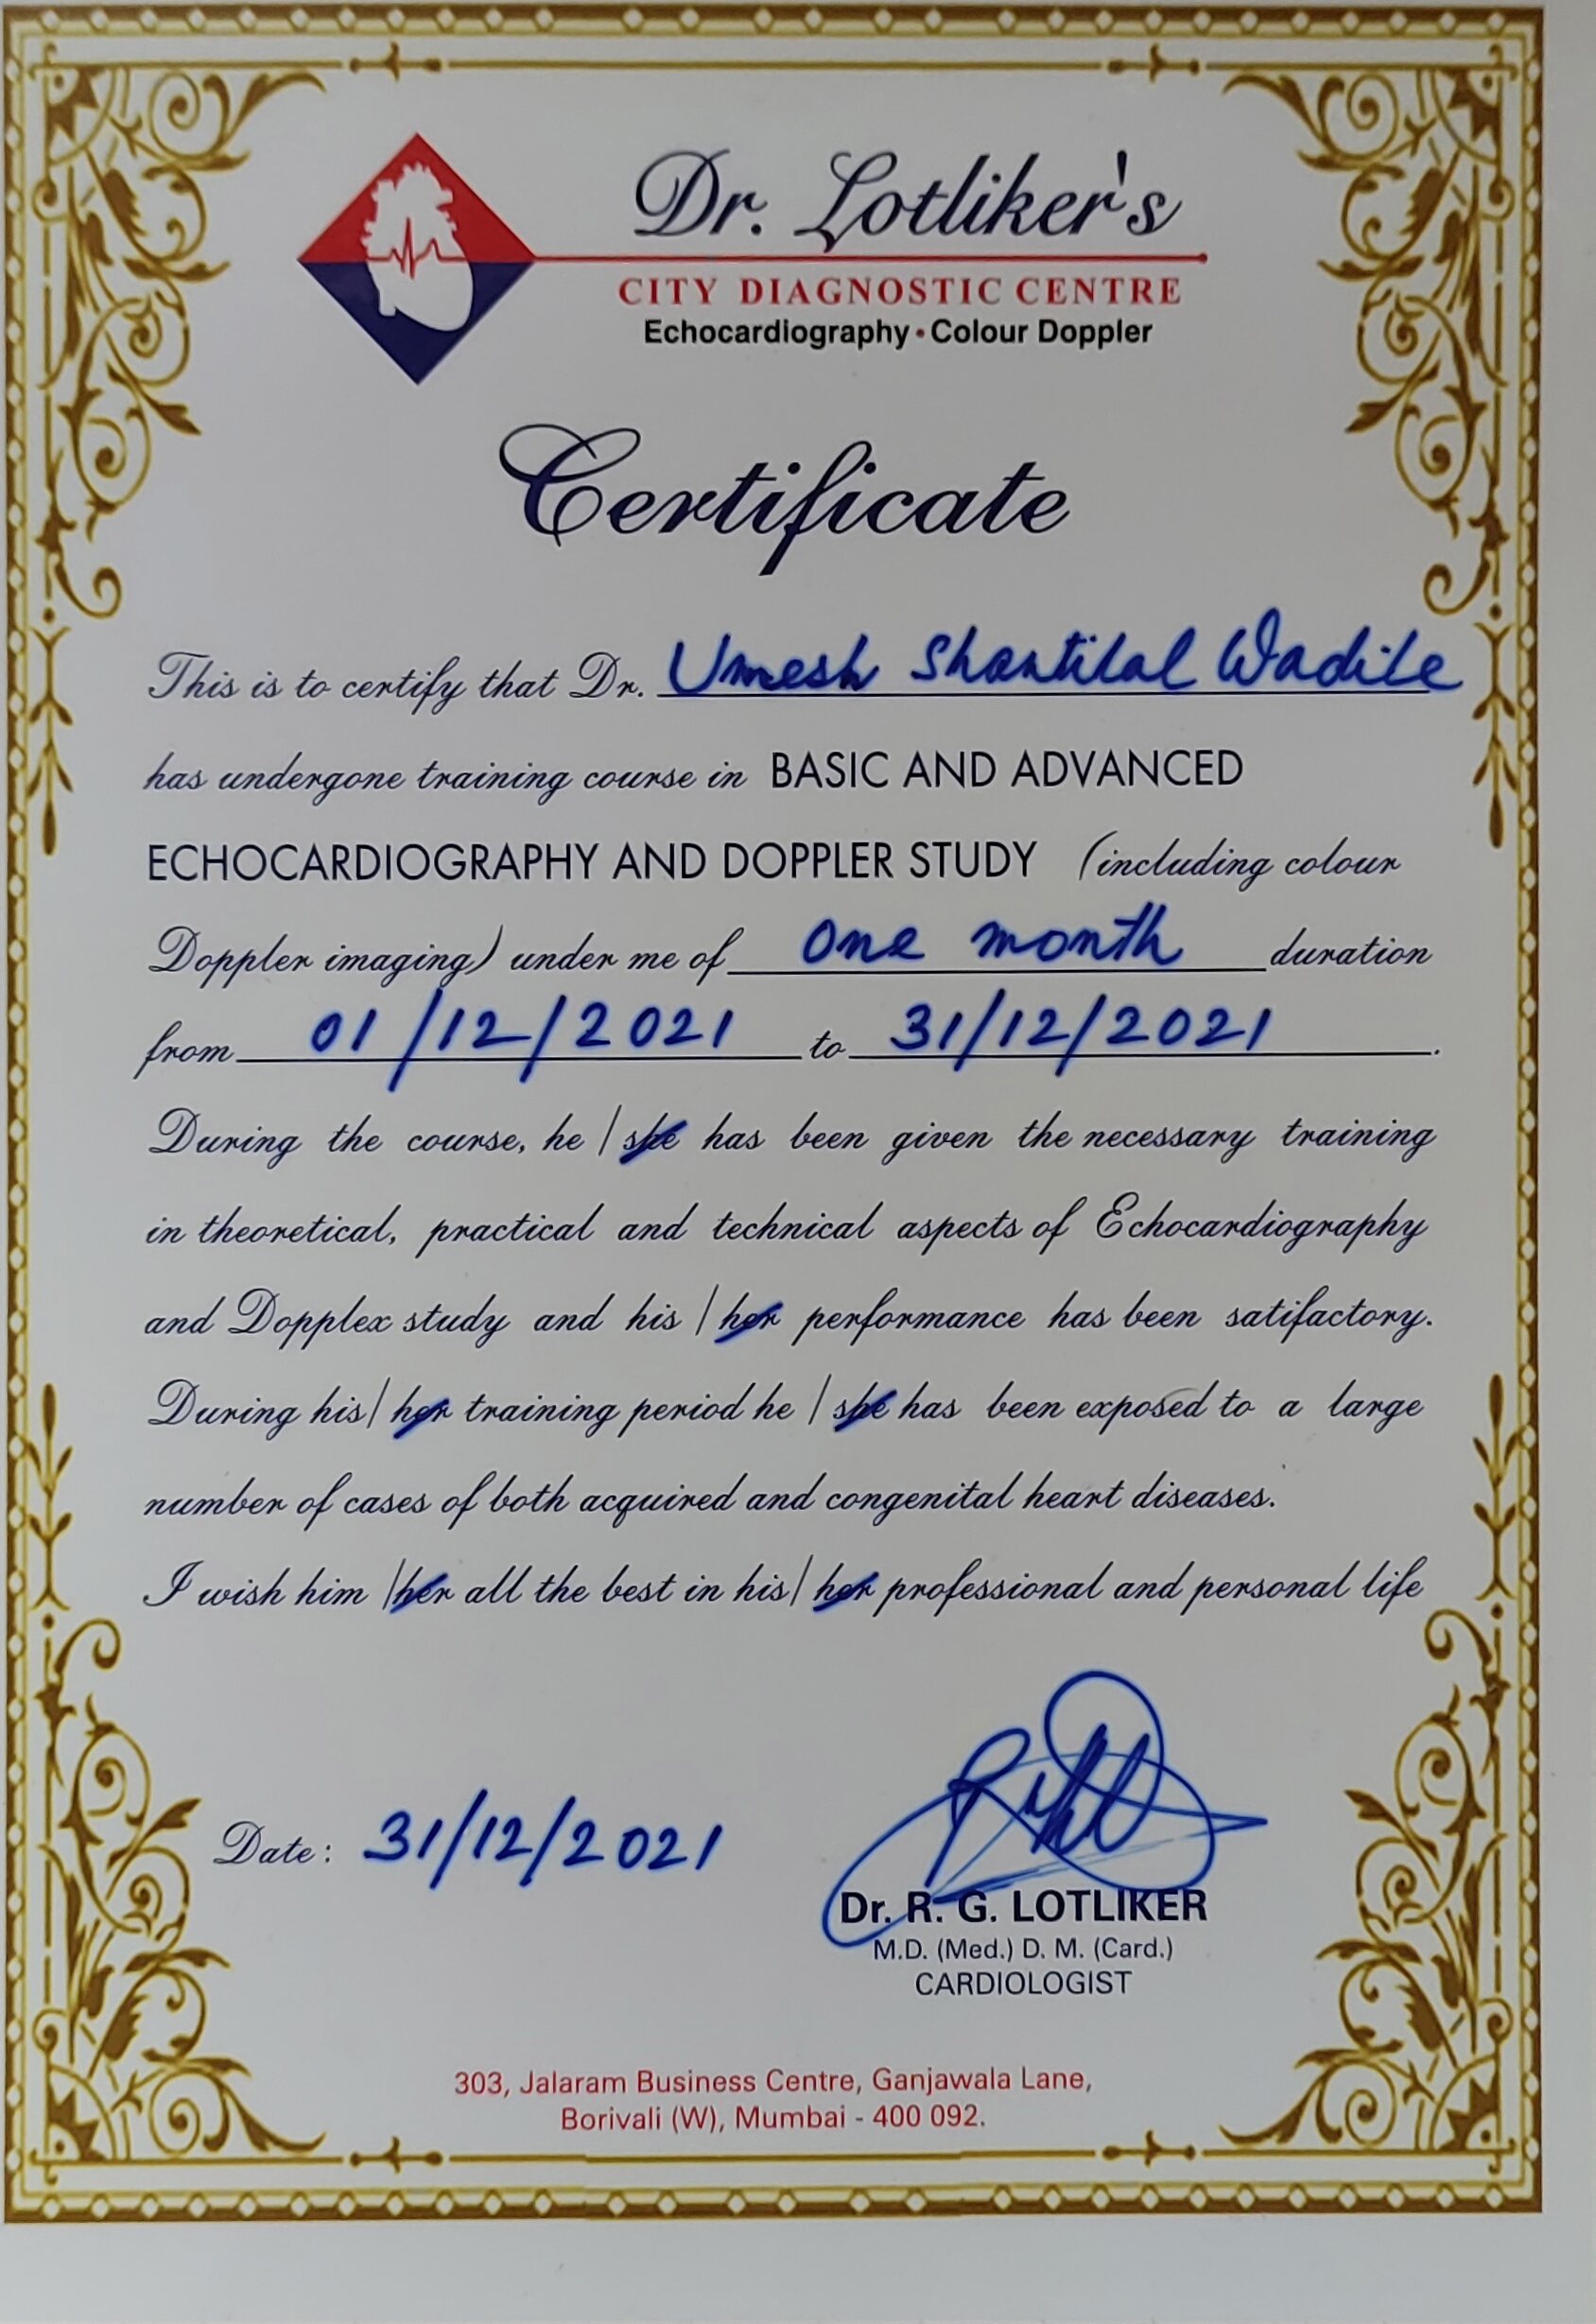 Dr. Lotliker's
CITY DIAGNOSTIC CENTRE
Echocardiography • Colour Doppler
Certificate
This is to certify that Dr. Umesh Shantilal Wadile
has undergone training course in BASIC AND ADVANCED
ECHOCARDIOGRAPHY AND DOPPLER STUDY (including colour
Doppler imaging) under me of one month duration
from 01/12/2021 to 31/12/2021.
During the course, he / she has been given the necessary training
in theoretical, practical and technical aspects of Echocardiography
and Dopplex study and his / her performance has been satifactory.
During his / her training period he / she has been exposed to a large
number of cases of both acquired and congenital heart diseases.
I wish him / her all the best in his / her professional and personal life
Date: 31/12/2021
Dr. R. G. LOTLIKER
M.D. (Med.) D. M. (Card.)
CARDIOLOGIST
303, Jalaram Business Centre, Ganjawala Lane,
Borivali (W), Mumbai - 400 092.